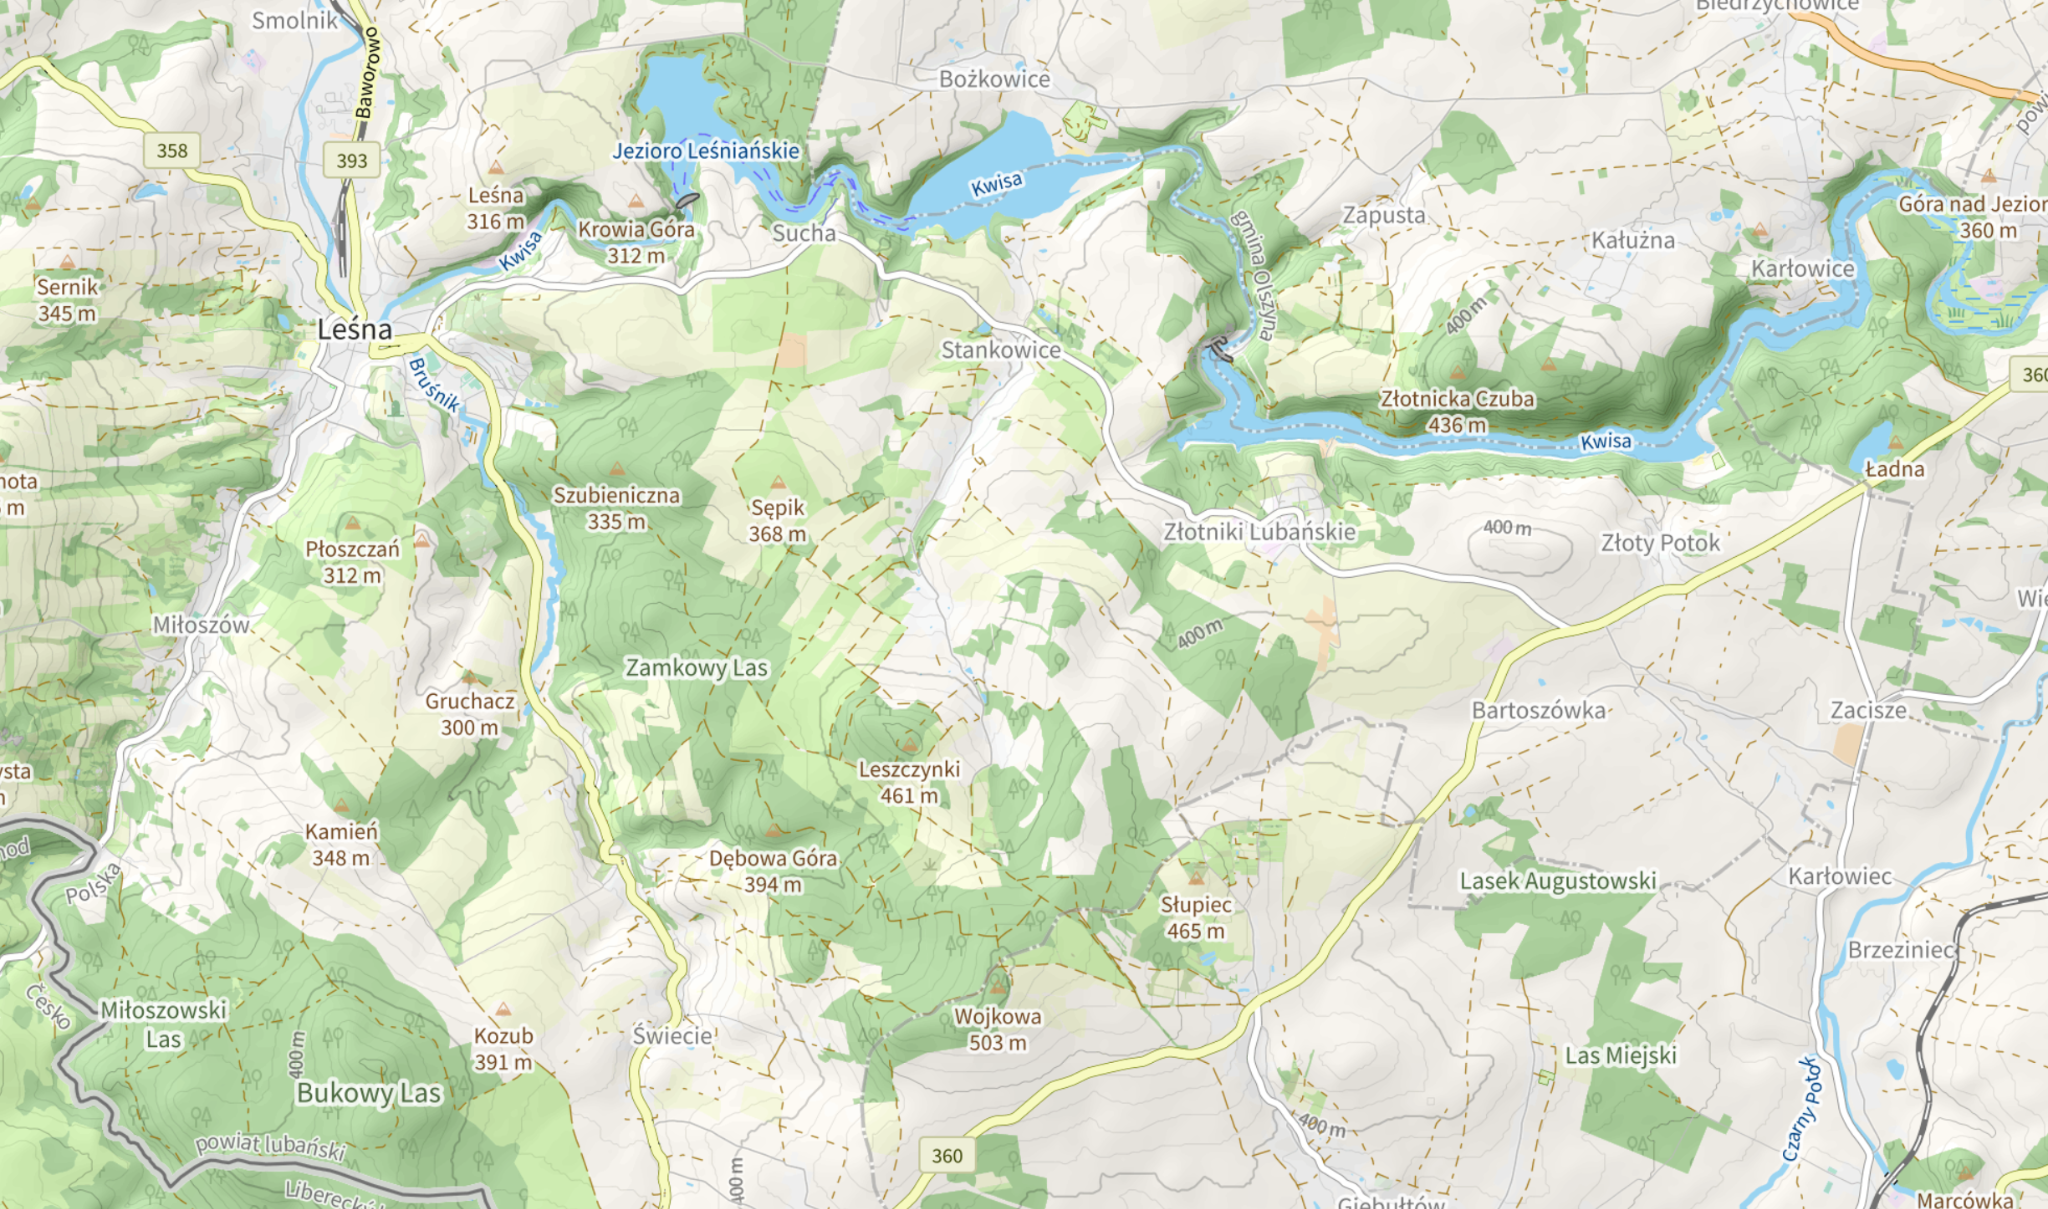 Smolnik
Baworowo
Biedrzychowice
Bożkowice
358
393
Jezioro Leśniańskie
Kwisa
Leśna
316 m
Krowia Góra
312 m
Kwisa
Sucha
gmina Olszyna
Zapusta
Kałużna
Karłowice
Góra nad Jezior
360 m
powi
Sernik
345 m
Leśna
Bruśnik
Stankowice
400 m
360
Złotnicka Czuba
436 m
Kwisa
Ładna
Szubieniczna
335 m
Sępik
368 m
Złotniki Lubańskie
400 m
Złoty Potok
Płoszczań
312 m
Miłoszów
400 m
Zamkowy Las
Gruchacz
300 m
Bartoszówka
Zacisze
Leszczynki
461 m
Kamień
348 m
Dębowa Góra
394 m
Polska
Słupiec
465 m
Lasek Augustowski
Karłowiec
Brzeziniec
Česko
Miłoszowski
Las
Kozub
391 m
Świecie
Wojkowa
503 m
Las Miejski
400 m
Bukowy Las
Czarny Potok
powiat lubański
400 m
360
400 m
Liberecký
Giebułtów
Marcówka